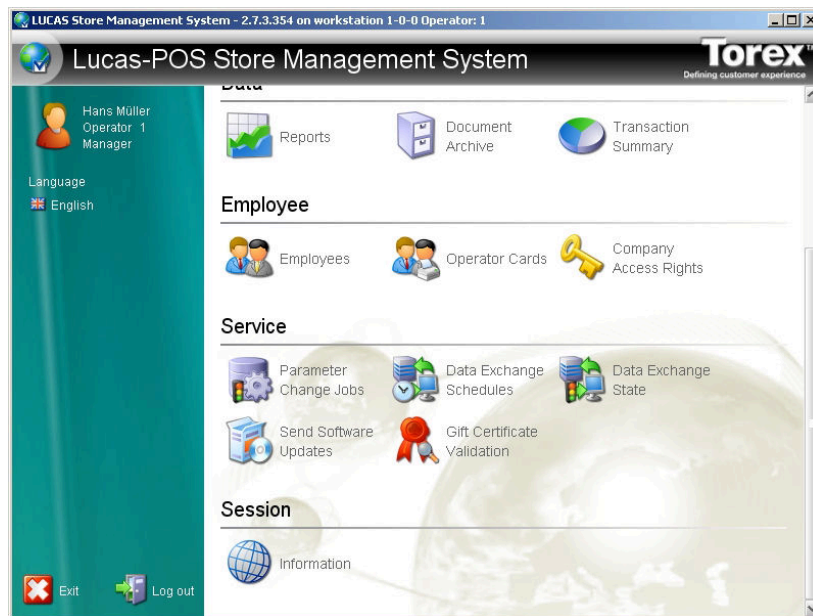 LUCAS Store Management System - 2.7.3.354 on workstation 1-0-0 Operator: 1
Lucas-POS Store Management System
Torex™
Defining customer experience
Hans Müller
Operator 1
Manager
Language
English
Data
Reports
Document
Archive
Transaction
Summary
Employee
Employees
Operator Cards
Company
Access Rights
Service
Parameter
Change Jobs
Data Exchange
Schedules
Data Exchange
State
Send Software
Updates
Gift Certificate
Validation
Session
Information
Exit
Log out